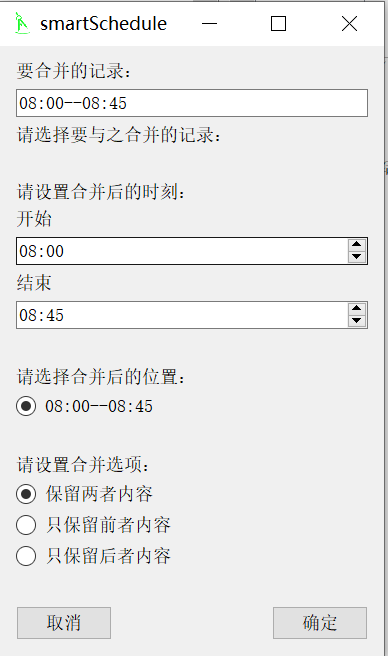 smartSchedule
要合并的记录:
08:00--08:45
请选择要与之合并的记录:
请设置合并后的时刻:
开始
08:00
结束
08:45
请选择合并后的位置:
08:00--08:45
请设置合并选项:
保留两者内容
只保留前者内容
只保留后者内容
取消
确定